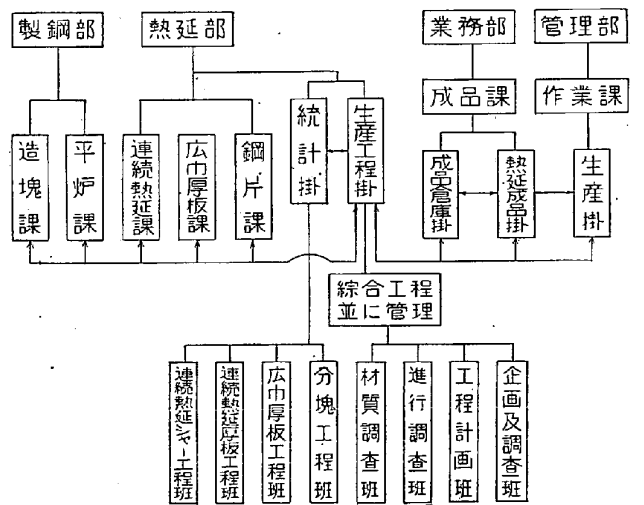 製鋼部
熱延部
業務部
管理部
成品課
作業課
造塊課
平炉課
連続熱延課
広巾厚板課
鋼片課
統計掛
生産工程掛
成品倉庫掛
熱延成品掛
生産掛
綜合工程
並に管理
連続熱延シャー工程班
連続熱延厚板工程班
広巾厚板工程班
分塊工程班
材質調査班
進行調査班
工程計画班
企画及調査班